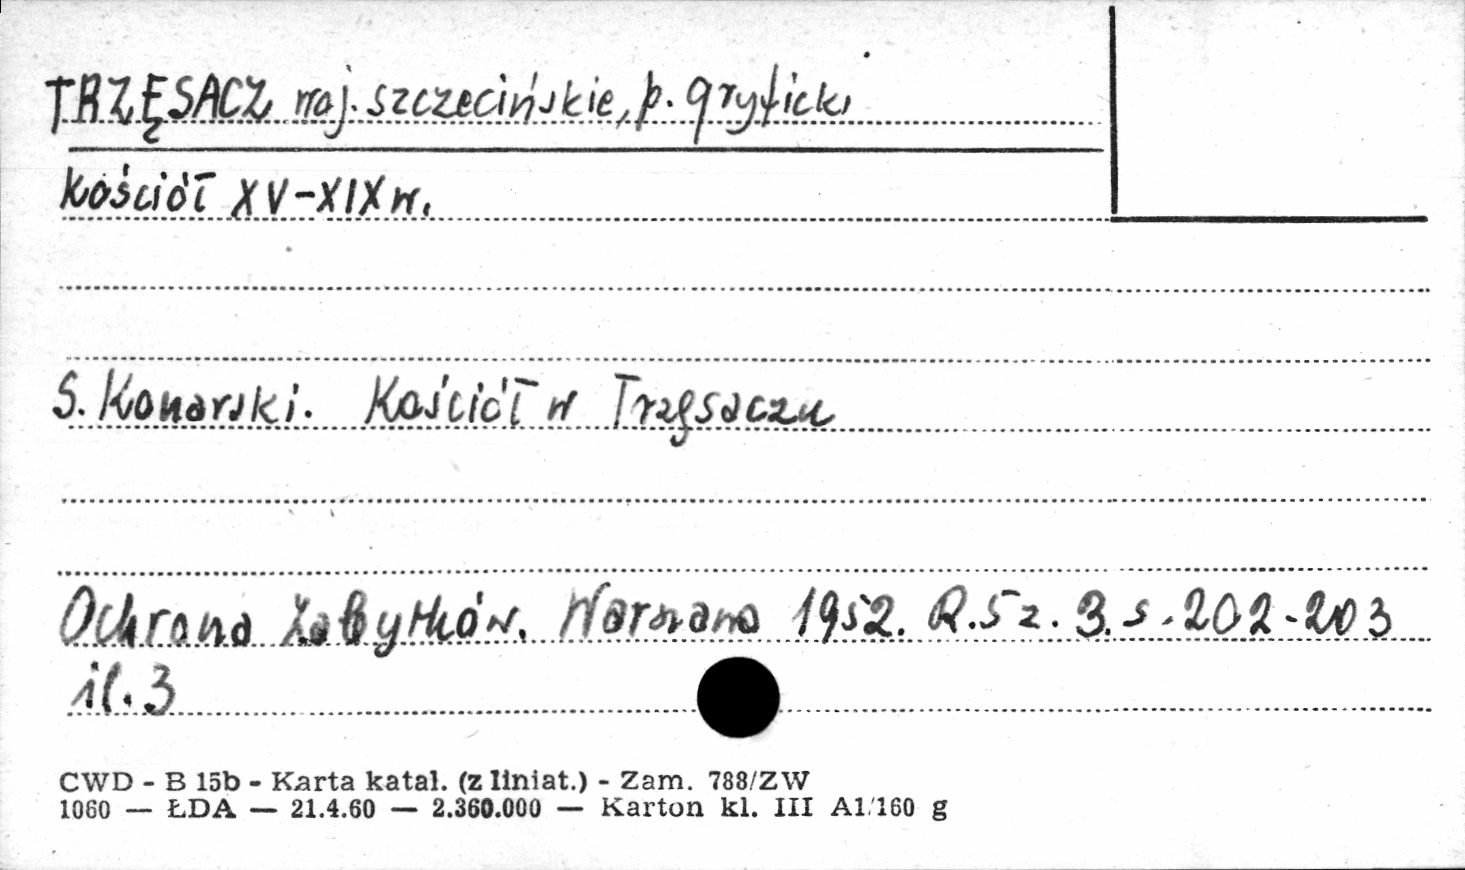 TRZĘSACZ woj. szczecińskie, p. gryficki
Kościół XV-XIX w.
S. Konarski. Kościół w Trzęsaczu
Ochrona Zabytków. Warszawa 1952. R.5 z. 3. s. 202-203
il. 3
CWD - B 15b - Karta katal. (z liniat.) - Zam. 788/ZW
1060 — ŁDA — 21.4.60 — 2.360.000 — Karton kl. III A1/160 g